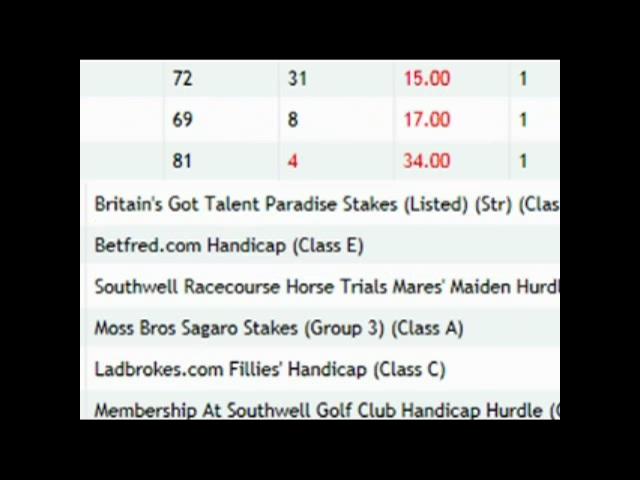 72 31 15.00 1
69 8 17.00 1
81 4 34.00 1
Britain's Got Talent Paradise Stakes (Listed) (Str) (Clas
Betfred.com Handicap (Class E)
Southwell Racecourse Horse Trials Mares' Maiden Hurdl
Moss Bros Sagaro Stakes (Group 3) (Class A)
Ladbrokes.com Fillies' Handicap (Class C)
Membership At Southwell Golf Club Handicap Hurdle (